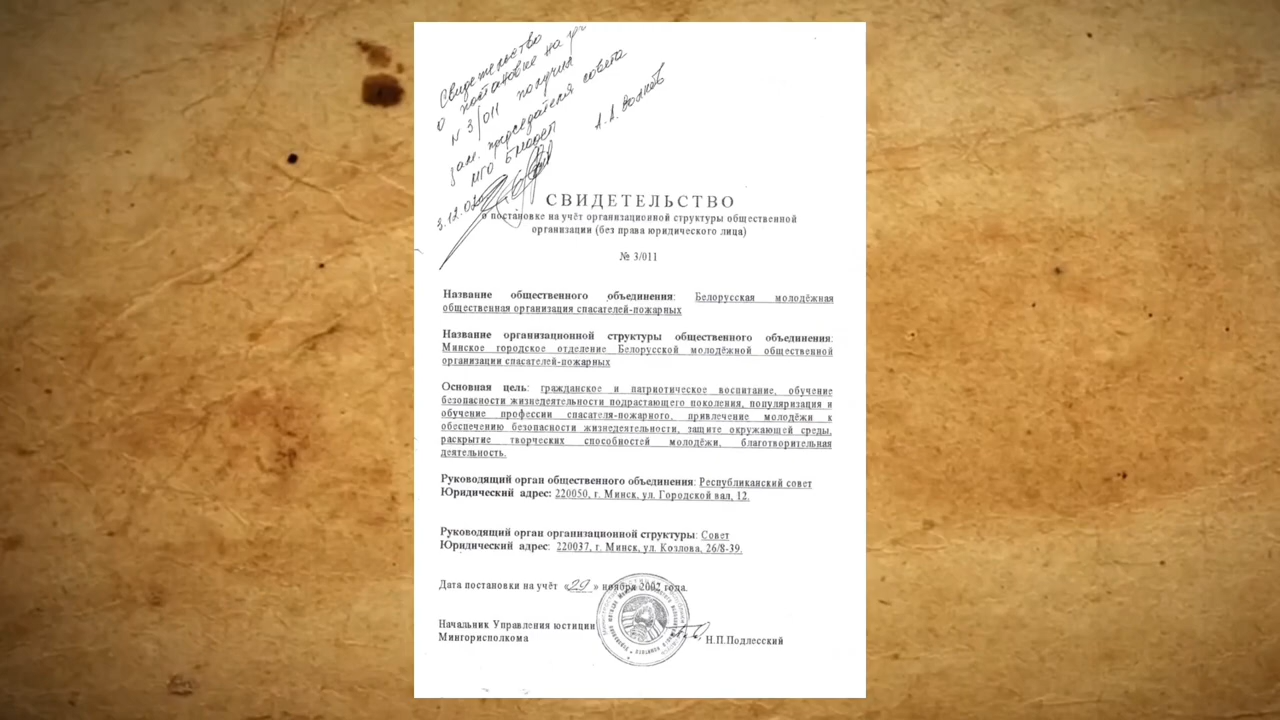 Свидетельство
о постановке на уч
N 3/011 получил
зам. председателя совета
МГО БМООСП А.А. Волков
3.12.02
СВИДЕТЕЛЬСТВО
о постановке на учёт организационной структуры общественной
организации (без права юридического лица)
№ 3/011
Название общественного объединения: Белорусская молодёжная
общественная организация спасателей-пожарных
Название организационной структуры общественного объединения:
Минское городское отделение Белорусской молодёжной общественной
организации спасателей-пожарных
Основная цель: гражданское и патриотическое воспитание, обучение
безопасности жизнедеятельности подрастающего поколения, популяризация и
обучение профессии спасателя-пожарного, привлечение молодёжи к
обеспечению безопасности жизнедеятельности, защите окружающей среды,
раскрытие творческих способностей молодёжи, благотворительная
деятельность.
Руководящий орган общественного объединения: Республиканский совет
Юридический адрес: 220050, г. Минск, ул. Городской вал, 12.
Руководящий орган организационной структуры: Совет
Юридический адрес: 220037, г. Минск, ул. Козлова, 26/8-39.
Дата постановки на учёт «29» ноября 2002 года.
Начальник Управления юстиции
Мингорисполкома Н.П.Подлесский